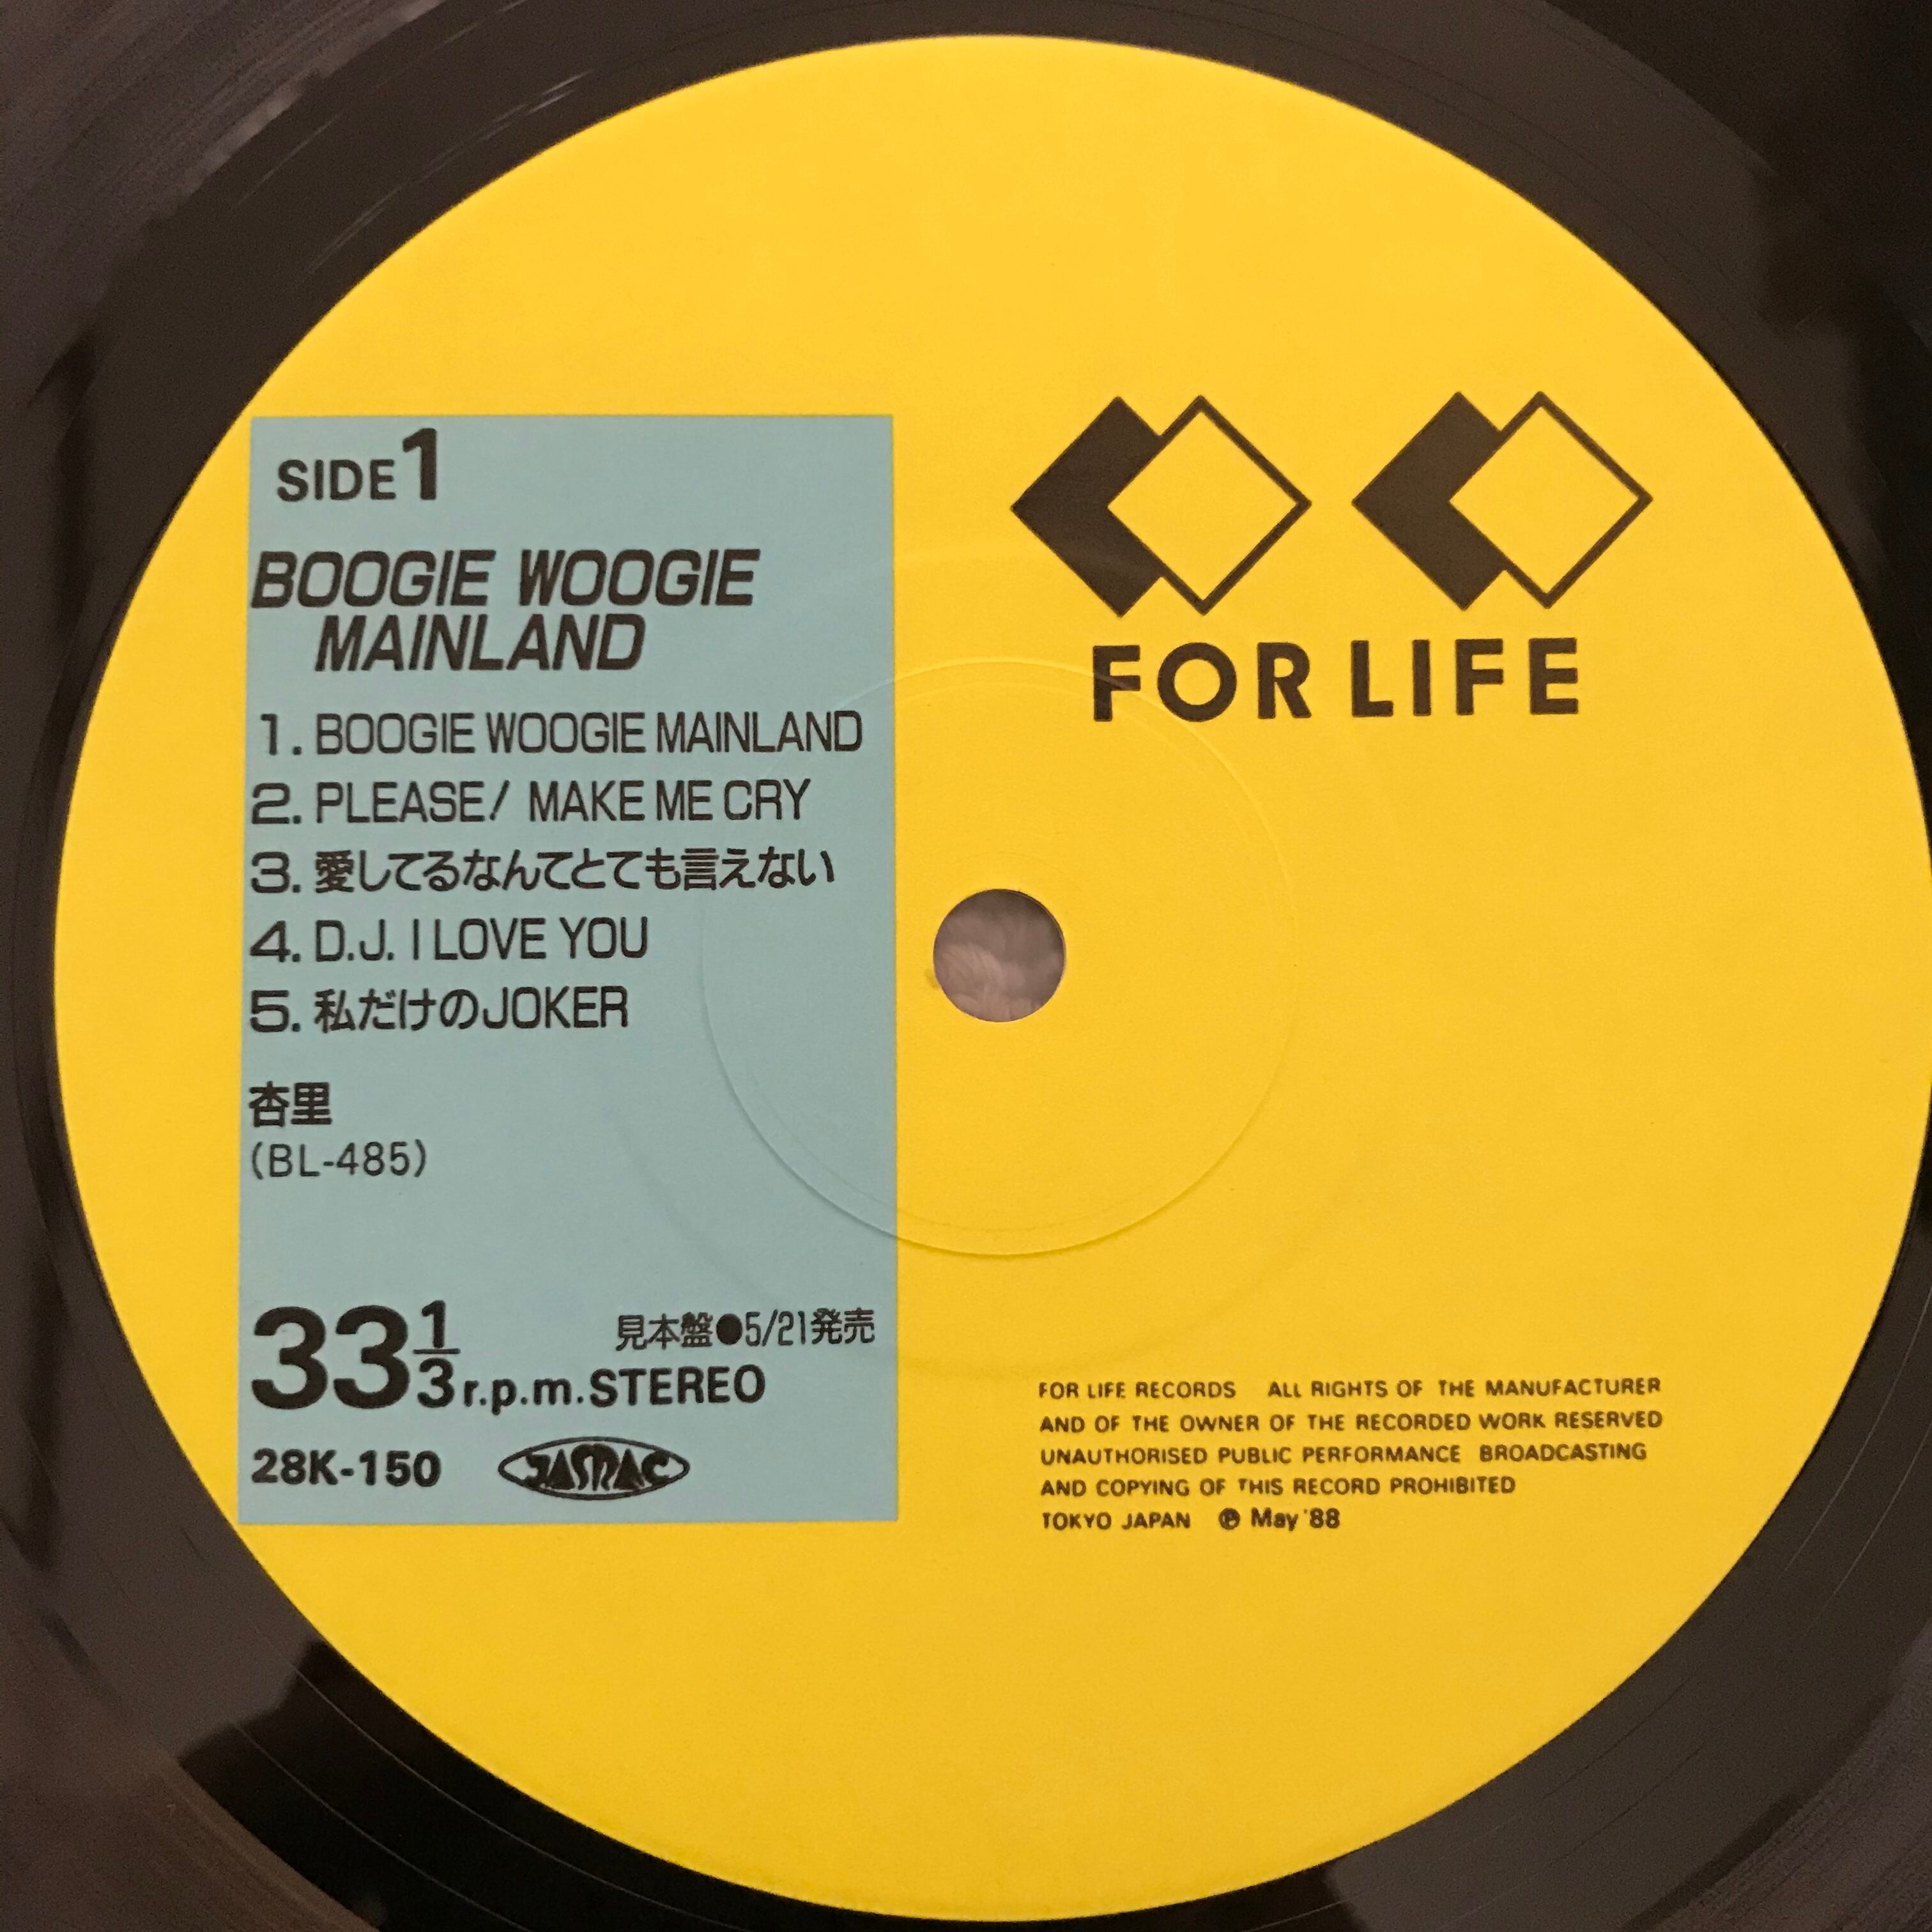 SIDE 1
BOOGIE WOOGIE
MAINLAND
1. BOOGIE WOOGIE MAINLAND
2. PLEASE! MAKE ME CRY
3. 愛してるなんてとても言えない
4. D.J. I LOVE YOU
5. 私だけのJOKER
杏里
(BL-485)
見本盤●5/21発売
33 1/3 r.p.m. STEREO
28K-150 JASRAC
FOR LIFE
FOR LIFE RECORDS ALL RIGHTS OF THE MANUFACTURER
AND OF THE OWNER OF THE RECORDED WORK RESERVED
UNAUTHORISED PUBLIC PERFORMANCE BROADCASTING
AND COPYING OF THIS RECORD PROHIBITED
TOKYO JAPAN ℗ May '88